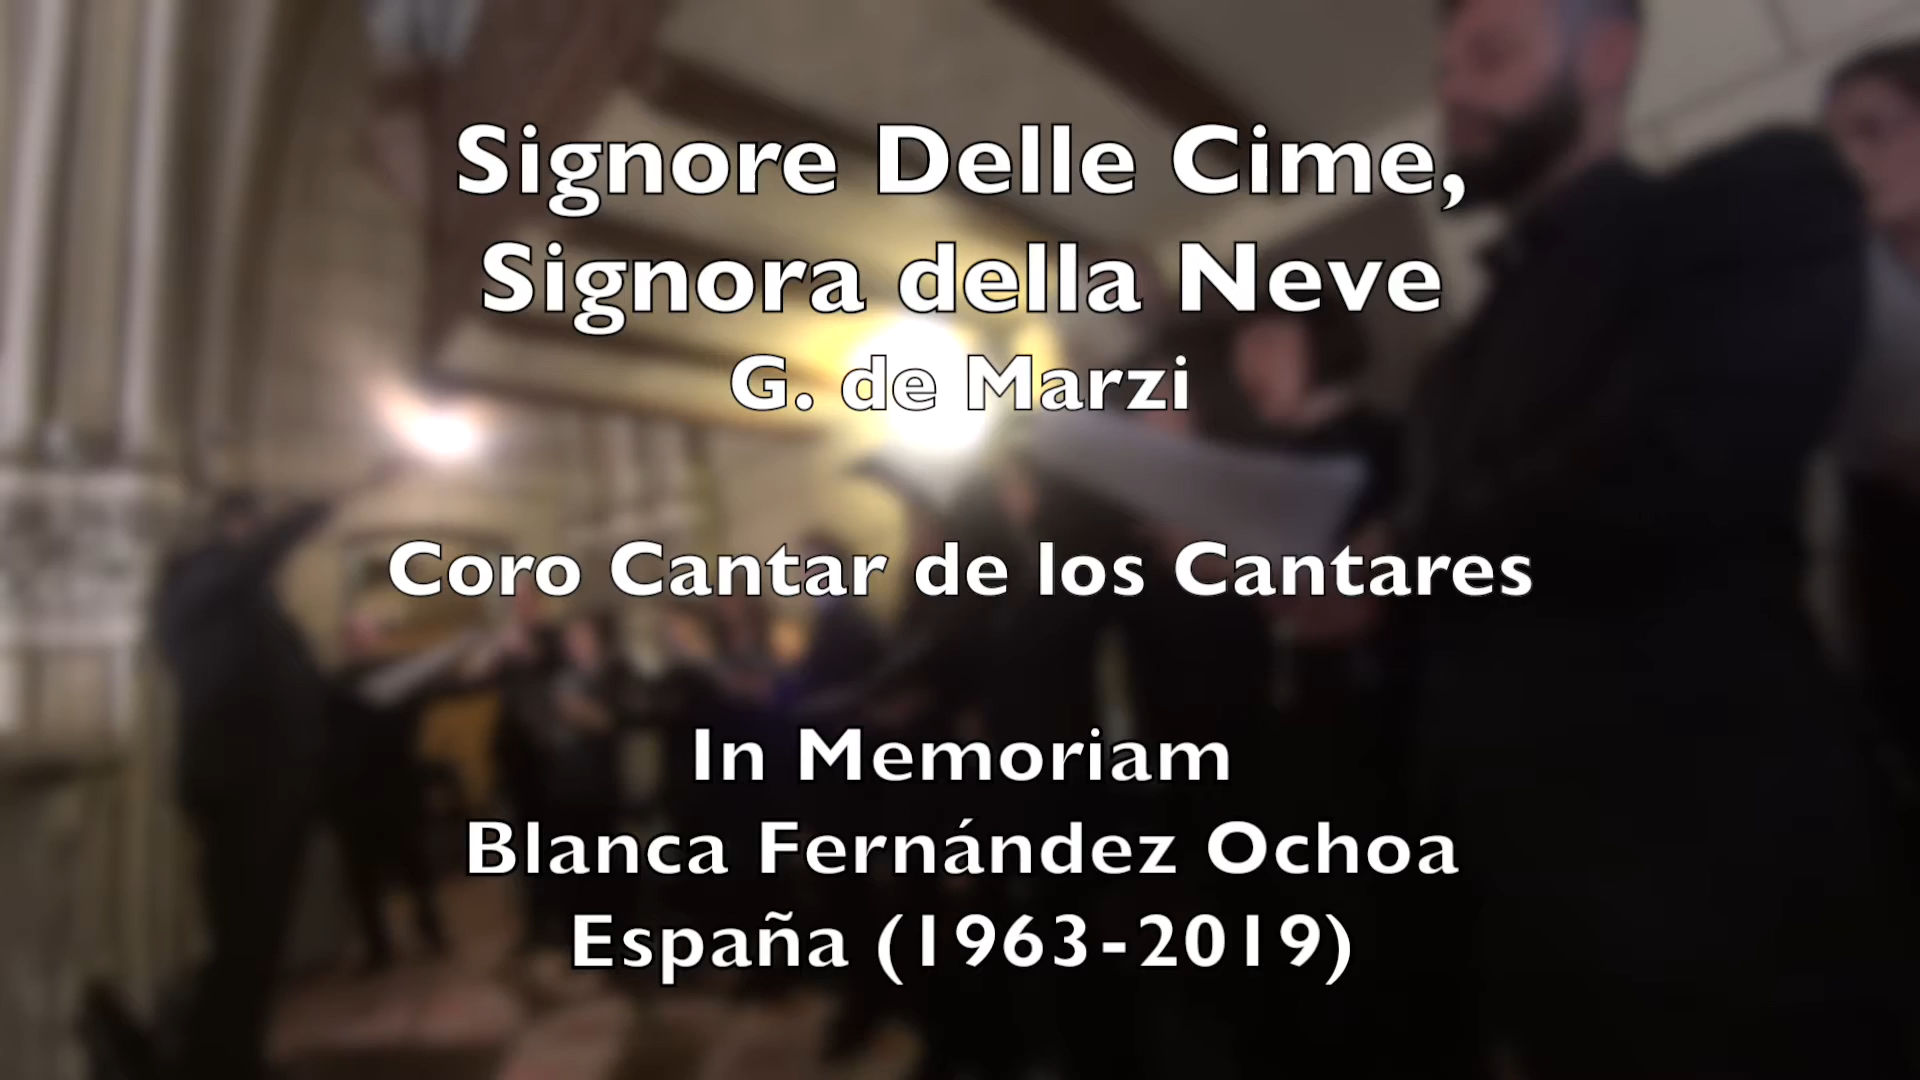 Signore Delle Cime,
Signora della Neve
G. de Marzi
Coro Cantar de los Cantares
In Memoriam
Blanca Fernández Ochoa
España (1963-2019)